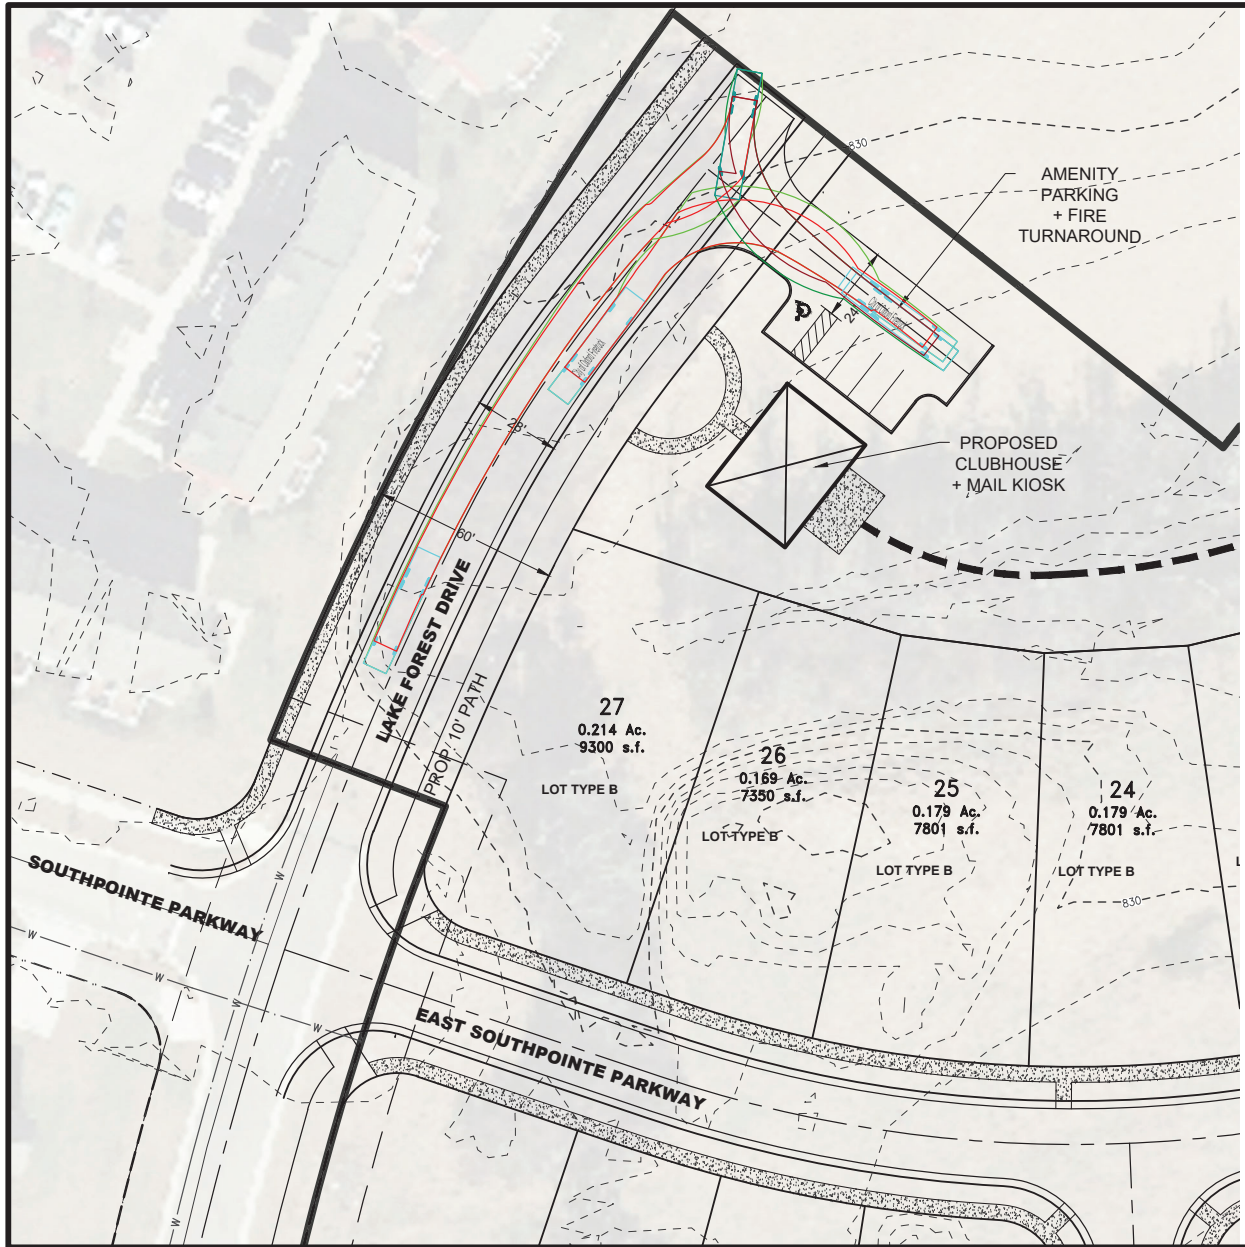 830
AMENITY
PARKING
+ FIRE
TURNAROUND
24'
28'
PROPOSED
CLUBHOUSE
+ MAIL KIOSK
60'
LAKE FOREST DRIVE
PROP. 10' PATH
27
0.214 Ac.
9300 s.f.
LOT TYPE B
26
0.169 Ac.
7350 s.f.
LOT TYPE B
25
0.179 Ac.
7801 s.f.
LOT TYPE B
24
0.179 Ac.
7801 s.f.
LOT TYPE B
830
SOUTHPOINTE PARKWAY
W
W
W
W
W
W
EAST SOUTHPOINTE PARKWAY